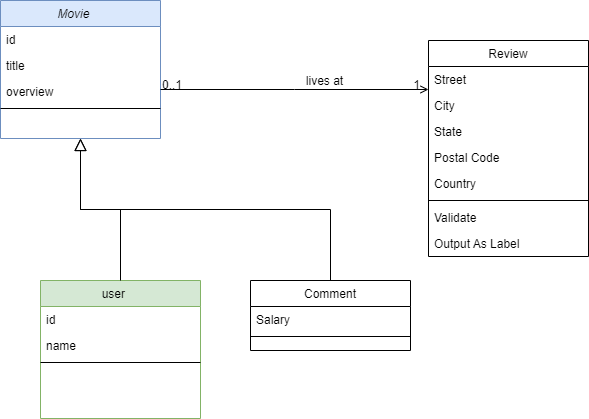 Movie
id
title
overview
0..1
lives at
1
Review
Street
City
State
Postal Code
Country
Validate
Output As Label
user
id
name
Comment
Salary